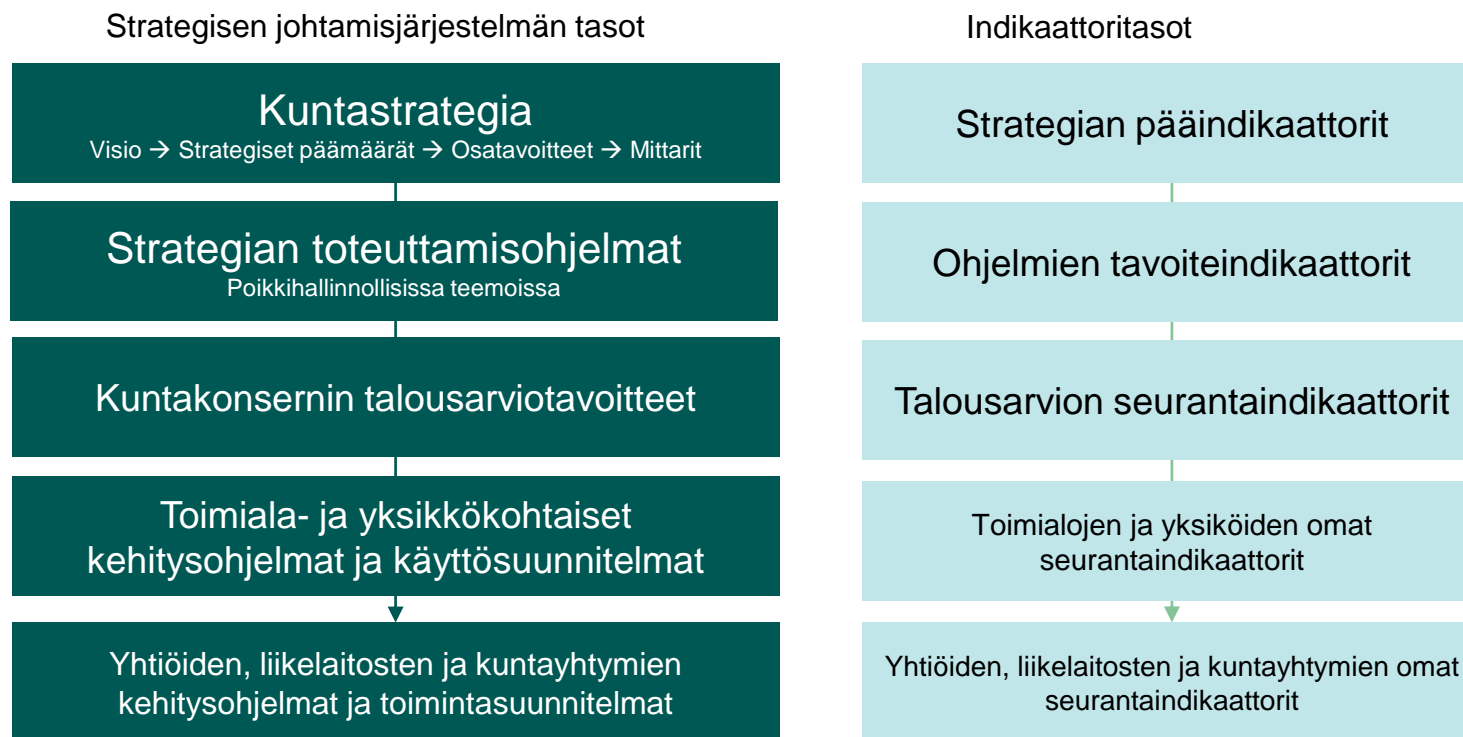 Strategisen johtamisjärjestelmän tasot
Kuntastrategia
Visio → Strategiset päämäärät → Osatavoitteet → Mittarit
Strategian toteuttamisohjelmat
Poikkihallinnollisissa teemoissa
Kuntakonsernin talousarviotavoitteet
Toimiala- ja yksikkökohtaiset
kehitysohjelmat ja käyttösuunnitelmat
Yhtiöiden, liikelaitosten ja kuntayhtymien
kehitysohjelmat ja toimintasuunnitelmat
Indikaattoritasot
Strategian pääindikaattorit
Ohjelmien tavoiteindikaattorit
Talousarvion seurantaindikaattorit
Toimialojen ja yksiköiden omat
seurantaindikaattorit
Yhtiöiden, liikelaitosten ja kuntayhtymien omat
seurantaindikaattorit